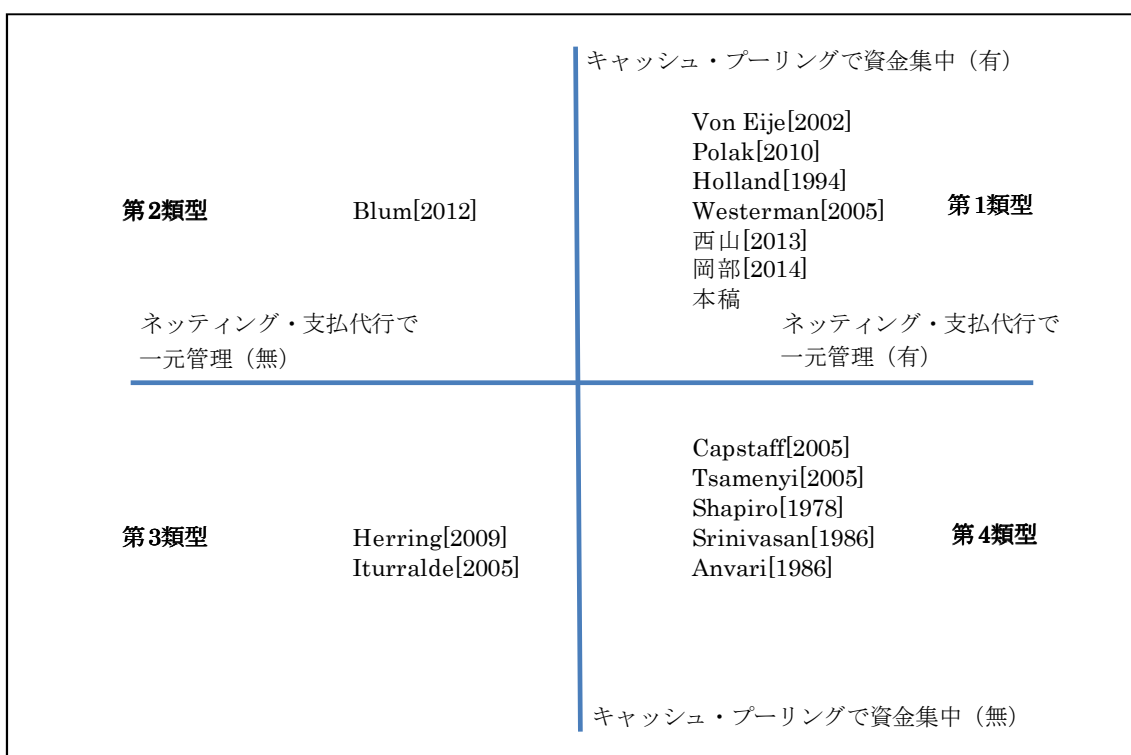 キャッシュ・プーリングで資金集中（有）
Von Eije[2002]
Polak[2010]
Holland[1994]
Westerman[2005]
西山[2013]
岡部[2014]
本稿
第1類型
第2類型
Blum[2012]
ネッティング・支払代行で
一元管理（無）
ネッティング・支払代行で
一元管理（有）
第3類型
Herring[2009]
Iturralde[2005]
Capstaff[2005]
Tsamenyi[2005]
Shapiro[1978]
Srinivasan[1986]
Anvari[1986]
第4類型
キャッシュ・プーリングで資金集中（無）